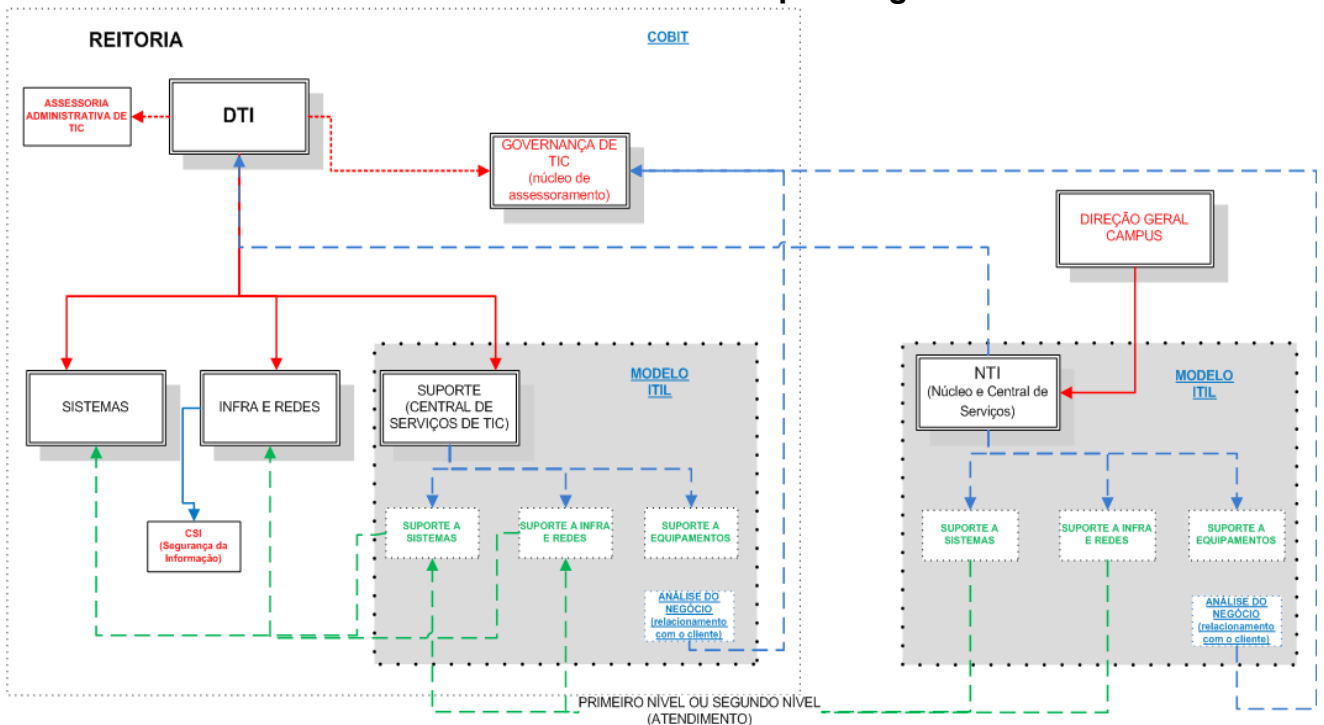 REITORIA
COBIT
ASSESSORIA
ADMINISTRATIVA DE
TIC
DTI
GOVERNANÇA DE
TIC
(núcleo de
assessoramento)
DIREÇÃO GERAL
CAMPUS
SISTEMAS
INFRA E REDES
SUPORTE
(CENTRAL DE
SERVIÇOS DE TIC)
MODELO
ITIL
NTI
(Núcleo e Central de
Serviços)
MODELO
ITIL
CSI
(Segurança da
Informação)
SUPORTE A
SISTEMAS
SUPORTE A INFRA
E REDES
SUPORTE A
EQUIPAMENTOS
SUPORTE A
SISTEMAS
SUPORTE A INFRA
E REDES
SUPORTE A
EQUIPAMENTOS
ANÁLISE DO
NEGÓCIO
(relacionamento
com o cliente)
ANÁLISE DO
NEGÓCIO
(relacionamento
com o cliente)
PRIMEIRO NÍVEL OU SEGUNDO NÍVEL
(ATENDIMENTO)